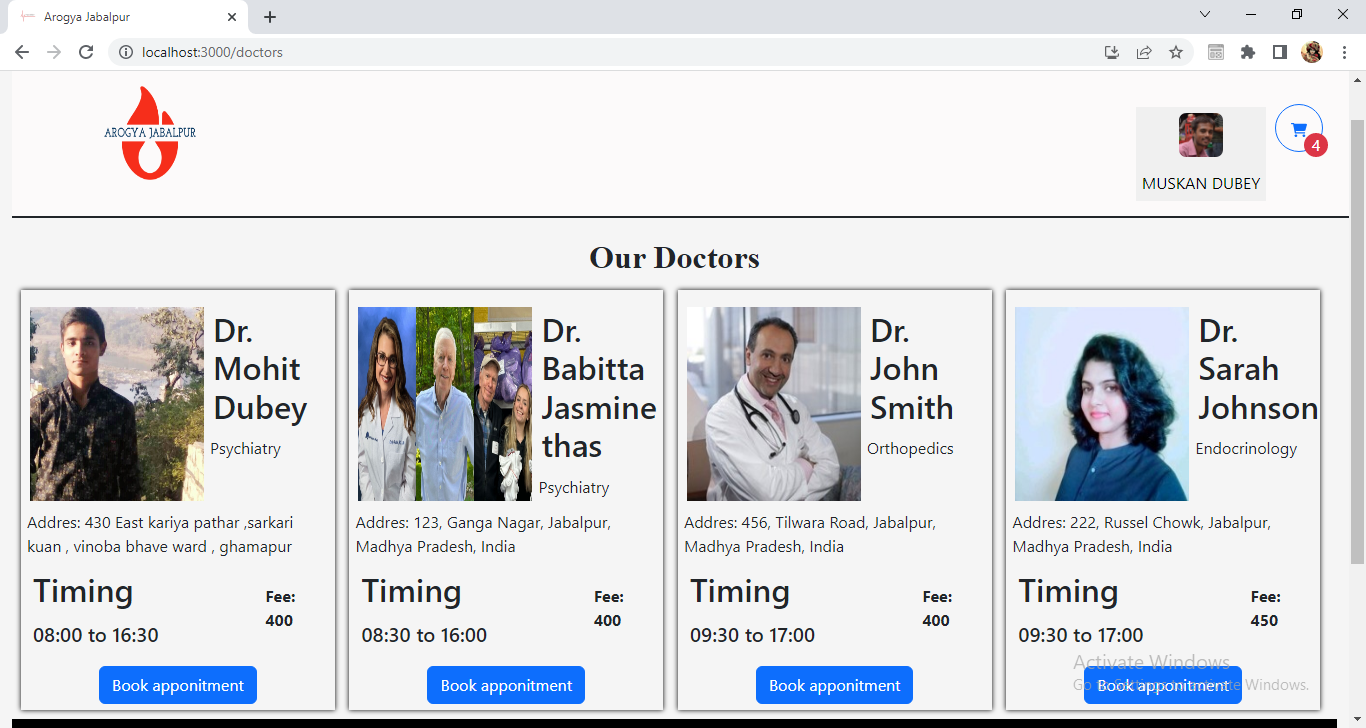 Arogya Jabalpur
localhost:3000/doctors
AROGYA JABALPUR
4
MUSKAN DUBEY
Our Doctors
Dr.
Mohit
Dubey
Psychiatry
Addres: 430 East kariya pathar ,sarkari
kuan , vinoba bhave ward , ghamapur
Timing
Fee:
400
08:00 to 16:30
Book apponitment
Dr.
Babitta
Jasmine
thas
Psychiatry
Addres: 123, Ganga Nagar, Jabalpur,
Madhya Pradesh, India
Timing
Fee:
400
08:30 to 16:00
Book apponitment
Dr.
John
Smith
Orthopedics
Addres: 456, Tilwara Road, Jabalpur,
Madhya Pradesh, India
Timing
Fee:
400
09:30 to 17:00
Book apponitment
Dr.
Sarah
Johnson
Endocrinology
Addres: 222, Russel Chowk, Jabalpur,
Madhya Pradesh, India
Timing
Fee:
450
09:30 to 17:00
Book apponitment
Activate Windows
Go to Settings to activate Windows.